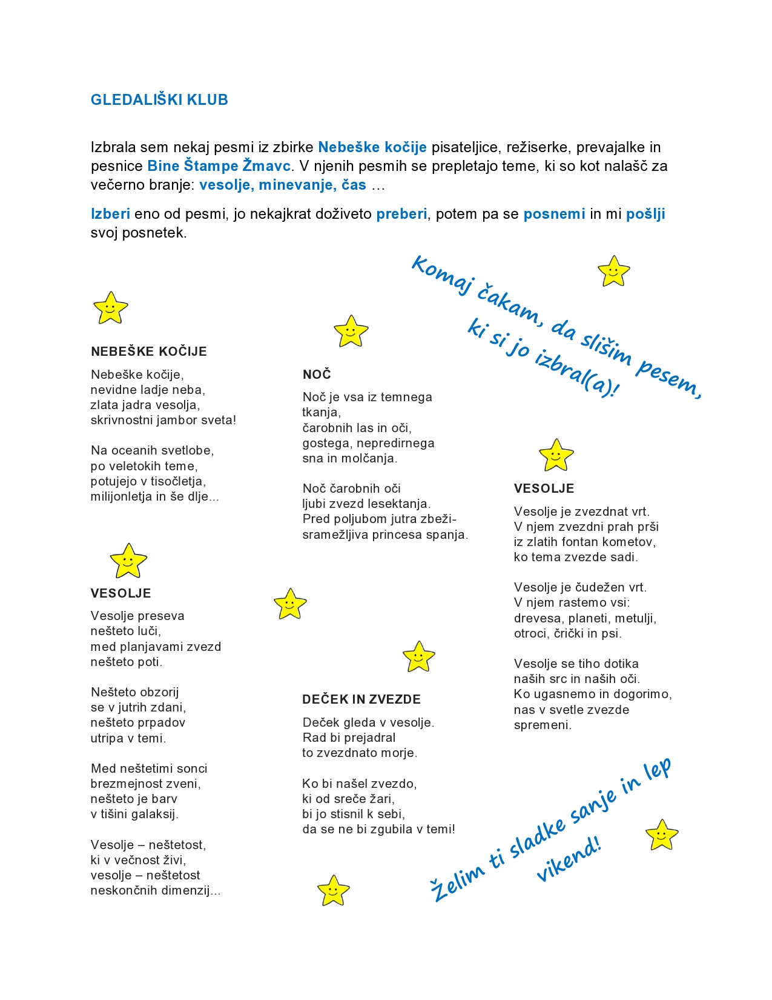 GLEDALIŠKI KLUB
Izbrala sem nekaj pesmi iz zbirke Nebeške kočije pisateljice, režiserke, prevajalke in
pesnice Bine Štampe Žmavc. V njenih pesmih se prepletajo teme, ki so kot nalašč za
večerno branje: vesolje, minevanje, čas …
Izberi eno od pesmi, jo nekajkrat doživeto preberi, potem pa se posnemi in mi pošlji
svoj posnetek.
Komaj čakam, da slišim pesem,
ki si jo izbral(a)!
NEBEŠKE KOČIJE
Nebeške kočije,
nevidne ladje neba,
zlata jadra vesolja,
skrivnostni jambor sveta!
Na oceanih svetlobe,
po veletokih teme,
potujejo v tisočletja,
milijonletja in še dlje...
NOČ
Noč je vsa iz temnega
tkanja,
čarobnih las in oči,
gostega, nepredirnega
sna in molčanja.
Noč čarobnih oči
ljubi zvezd lesektanja.
Pred poljubom jutra zbeži-
sramežljiva princesa spanja.
VESOLJE
Vesolje je zvezdnat vrt.
V njem zvezdni prah prši
iz zlatih fontan kometov,
ko tema zvezde sadi.
Vesolje je čudežen vrt.
V njem rastemo vsi:
drevesa, planeti, metulji,
otroci, črički in psi.
Vesolje se tiho dotika
naših src in naših oči.
Ko ugasnemo in dogorimo,
nas v svetle zvezde
spremeni.
VESOLJE
Vesolje preseva
nešteto luči,
med planjavami zvezd
nešteto poti.
Nešteto obzorij
se v jutrih zdani,
nešteto prpadov
utripa v temi.
Med neštetimi sonci
brezmejnost zveni,
nešteto je barv
v tišini galaksij.
Vesolje – neštetost,
ki v večnost živi,
vesolje – neštetost
neskončnih dimenzij...
DEČEK IN ZVEZDE
Deček gleda v vesolje.
Rad bi prejadral
to zvezdnato morje.
Ko bi našel zvezdo,
ki od sreče žari,
bi jo stisnil k sebi,
da se ne bi zgubila v temi!
Želim ti sladke sanje in lep
vikend!